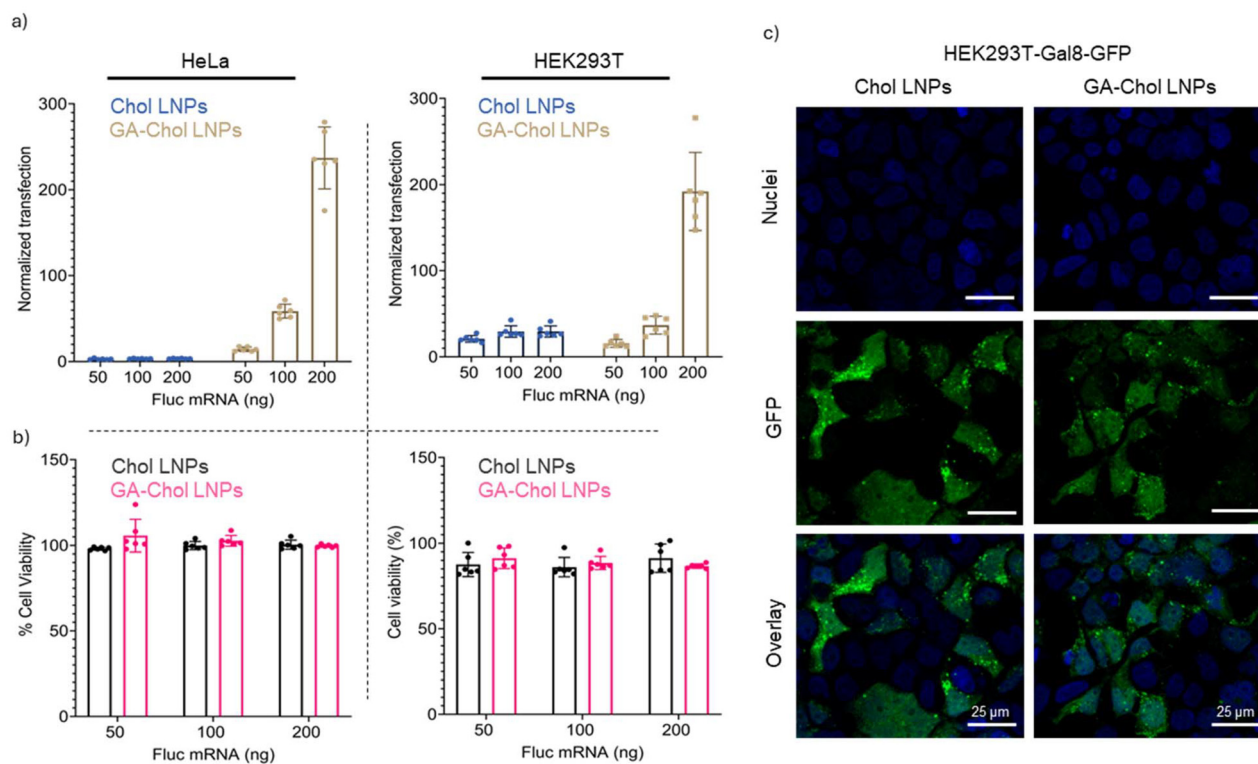 a)
HeLa
Chol LNPs
GA-Chol LNPs
Normalized transfection
300
200
100
0
50 100 200 50 100 200
Fluc mRNA (ng)
HEK293T
Chol LNPs
GA-Chol LNPs
Normalized transfection
300
200
100
0
50 100 200 50 100 200
Fluc mRNA (ng)
b)
Chol LNPs
GA-Chol LNPs
% Cell Viability
150
100
50
0
50 100 200
Fluc mRNA (ng)
Chol LNPs
GA-Chol LNPs
Cell viability (%)
150
100
50
0
50 100 200
Fluc mRNA (ng)
c)
HEK293T-Gal8-GFP
Chol LNPs GA-Chol LNPs
Nuclei
GFP
Overlay
25 µm 25 µm